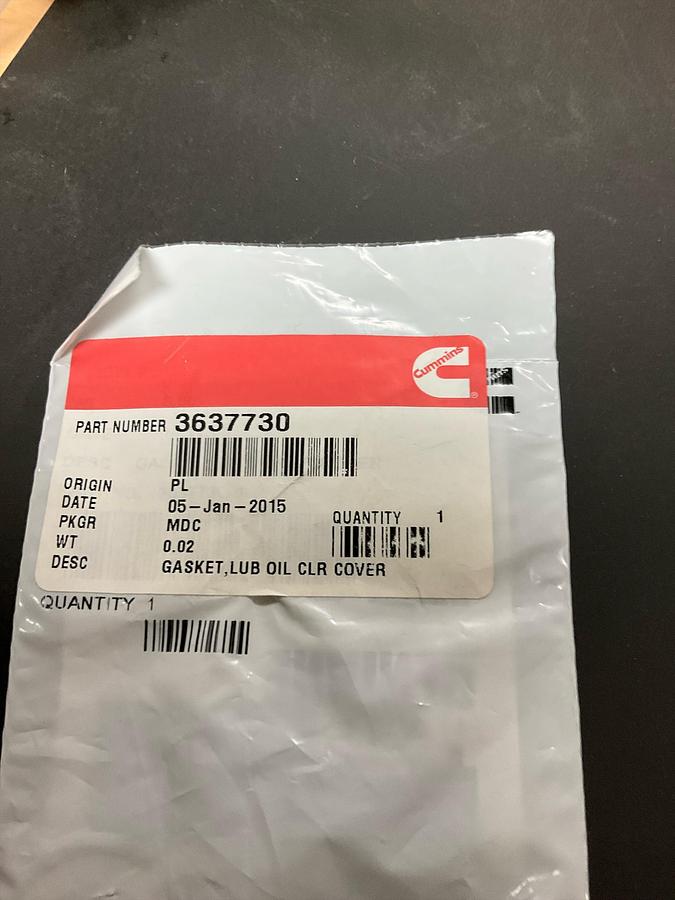 Cummins
PART NUMBER 3637730
ORIGIN PL
DATE 05-Jan-2015
PKGR MDC
QUANTITY 1
WT 0.02
DESC GASKET,LUB OIL CLR COVER
QUANTITY 1